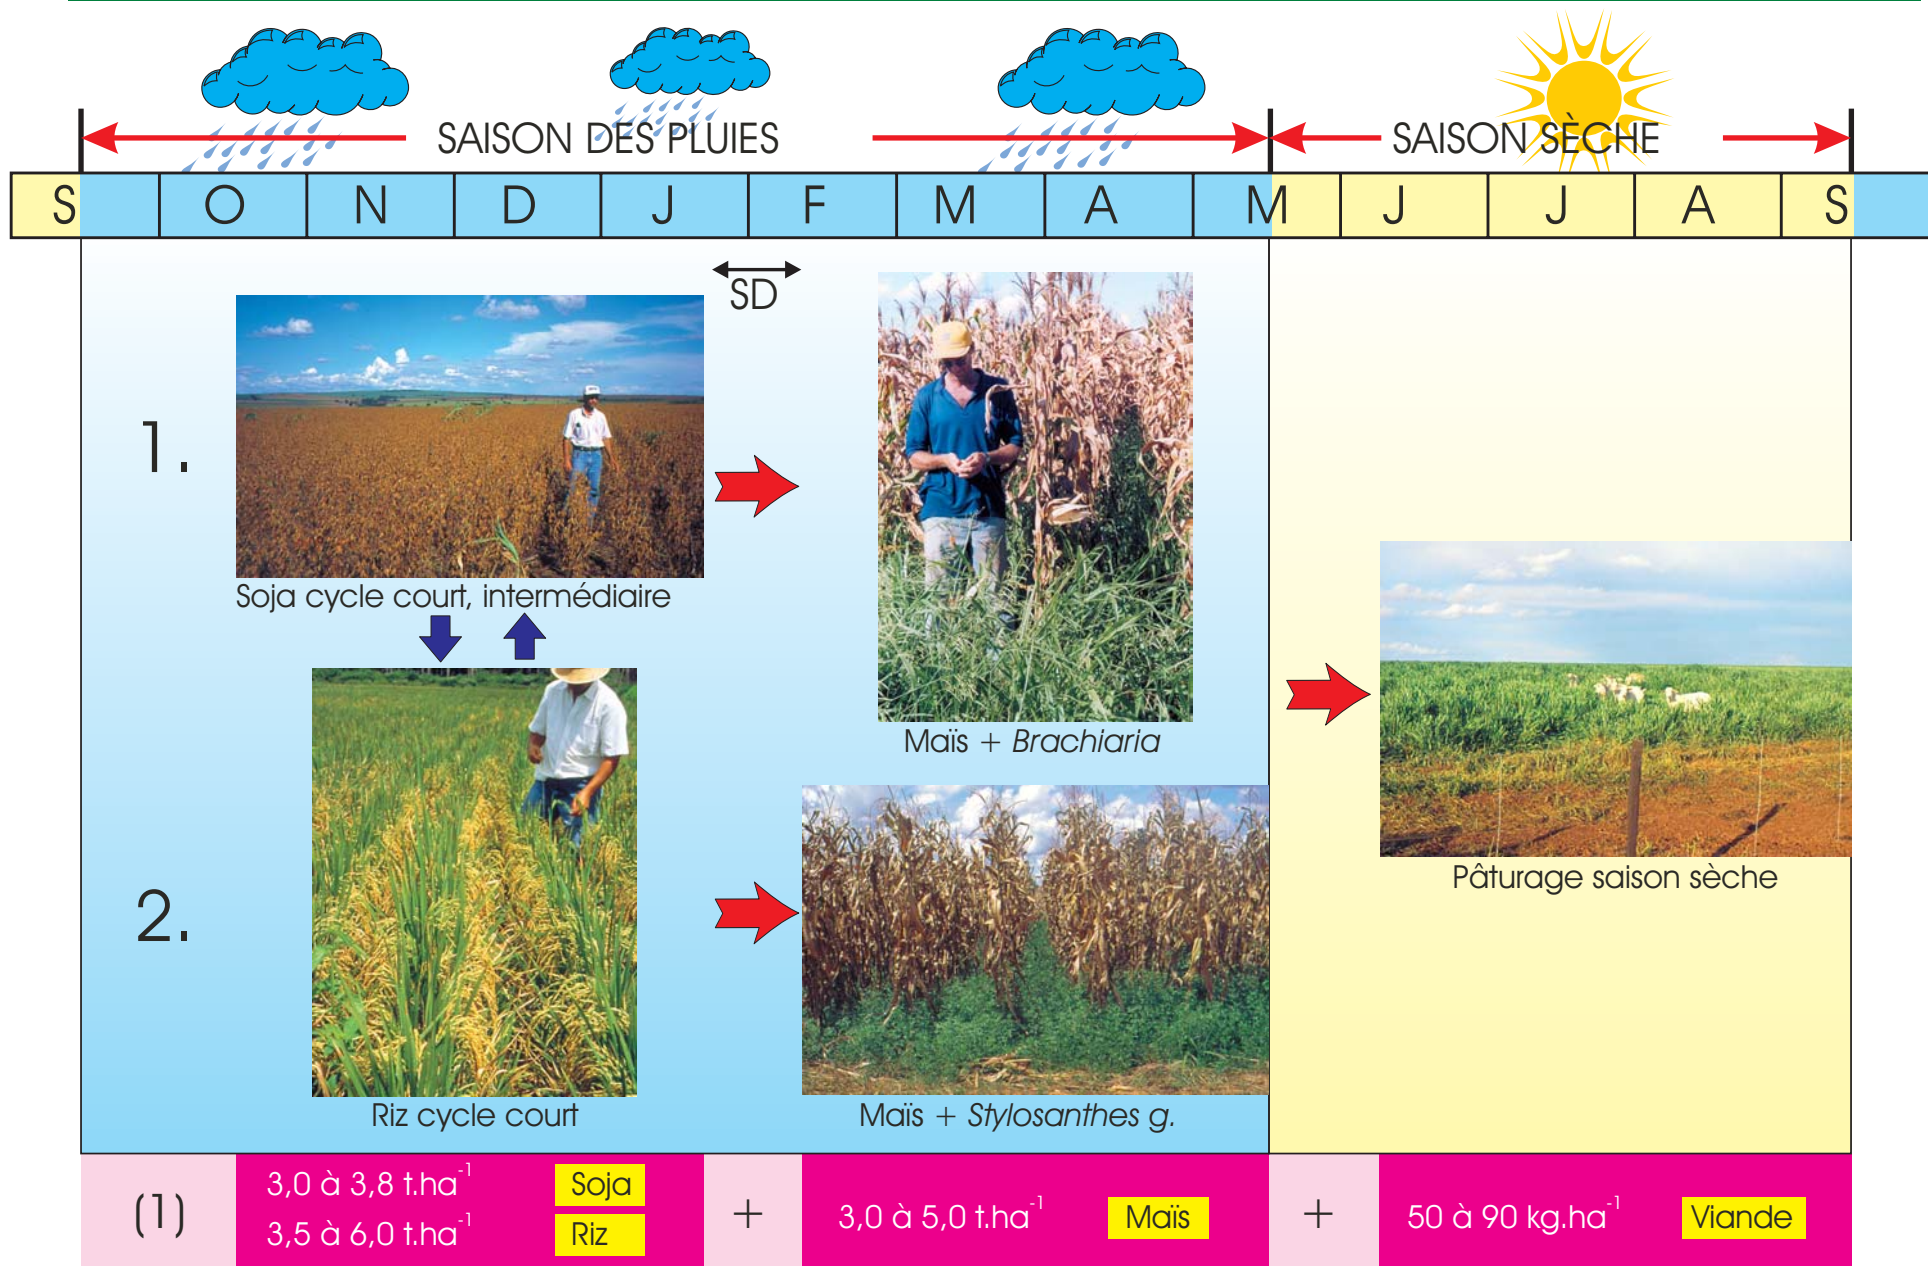 SAISON DES PLUIES
SAISON SÈCHE
S O N D J F M A M J J A S
SD
1.
Soja cycle court, intermédiaire
Maïs + Brachiaria
Pâturage saison sèche
2.
Riz cycle court
Maïs + Stylosanthes g.
(1)
3,0 à 3,8 t.ha⁻¹ Soja
3,5 à 6,0 t.ha⁻¹ Riz
+
3,0 à 5,0 t.ha⁻¹ Maïs
+
50 à 90 kg.ha⁻¹ Viande